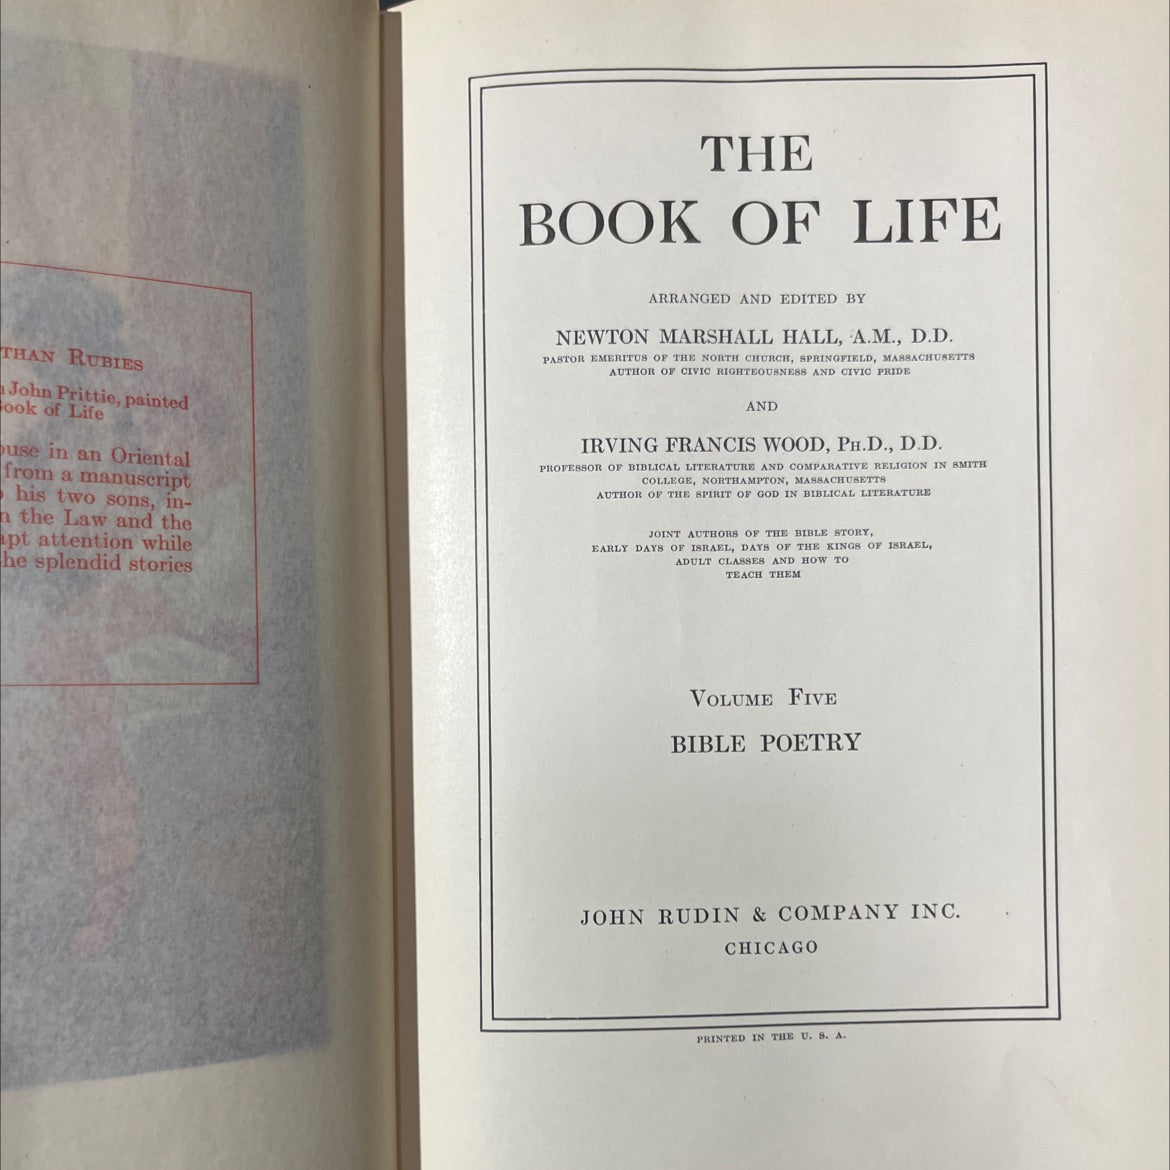 THAN RUBIES
John Prittie, painted
Book of Life
in an Oriental
from a manuscript
his two sons, in-
the Law and the
attention while
the splendid stories
THE
BOOK OF LIFE
ARRANGED AND EDITED BY
NEWTON MARSHALL HALL, A.M., D.D.
PASTOR EMERITUS OF THE NORTH CHURCH, SPRINGFIELD, MASSACHUSETTS
AUTHOR OF CIVIC RIGHTEOUSNESS AND CIVIC PRIDE
AND
IRVING FRANCIS WOOD, PH.D., D.D.
PROFESSOR OF BIBLICAL LITERATURE AND COMPARATIVE RELIGION IN SMITH
COLLEGE, NORTHAMPTON, MASSACHUSETTS
AUTHOR OF THE SPIRIT OF GOD IN BIBLICAL LITERATURE
JOINT AUTHORS OF THE BIBLE STORY,
EARLY DAYS OF ISRAEL, DAYS OF THE KINGS OF ISRAEL,
ADULT CLASSES AND HOW TO
TEACH THEM
VOLUME FIVE
BIBLE POETRY
JOHN RUDIN & COMPANY INC.
CHICAGO
PRINTED IN THE U. S. A.